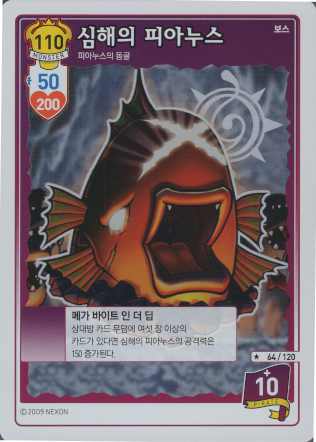 110
MONSTER
심해의 피아누스
보스
피아누스의 동굴
50
200
메가 바이트 인 더 딥
상대방 카드 무덤에 여섯 장 이상의
카드가 있다면 심해의 피아누스의 공격력은
150 증가된다.
★ 64/120
+
10
PIRATE
©2009 NEXON